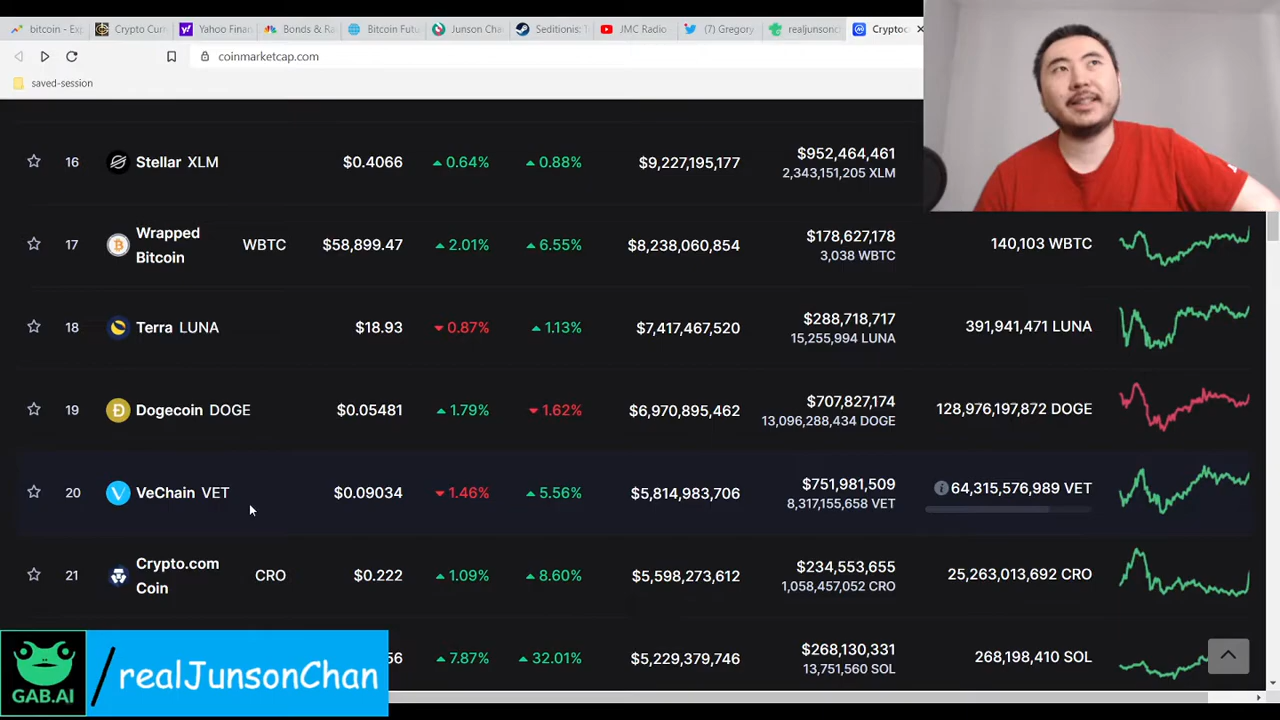 bitcoin - Exp
Crypto Cu
Yahoo Finan
Bonds & Ra
Bitcoin Futu
Junson Chan
Seditionis: T
JMC Radio
(7) Gregory
realjunsonc
Cryptoc
coinmarketcap.com
saved-session
16 Stellar XLM $0.4066 0.64% 0.88% $9,227,195,177 $952,464,461
2,343,151,205 XLM
17 Wrapped Bitcoin WBTC $58,899.47 2.01% 6.55% $8,238,060,854 $178,627,178 140,103 WBTC
3,038 WBTC
18 Terra LUNA $18.93 0.87% 1.13% $7,417,467,520 $288,718,717 391,941,471 LUNA
15,255,994 LUNA
19 Dogecoin DOGE $0.05481 1.79% 1.62% $6,970,895,462 $707,827,174 128,976,197,872 DOGE
13,096,288,434 DOGE
20 VeChain VET $0.09034 1.46% 5.56% $5,814,983,706 $751,981,509 64,315,576,989 VET
8,317,155,658 VET
21 Crypto.com Coin CRO $0.222 1.09% 8.60% $5,598,273,612 $234,553,655 25,263,013,692 CRO
1,058,457,052 CRO
56 7.87% 32.01% $5,229,379,746 $268,130,331 268,198,410 SOL
13,751,560 SOL
GAB.AI
/realJunsonChan